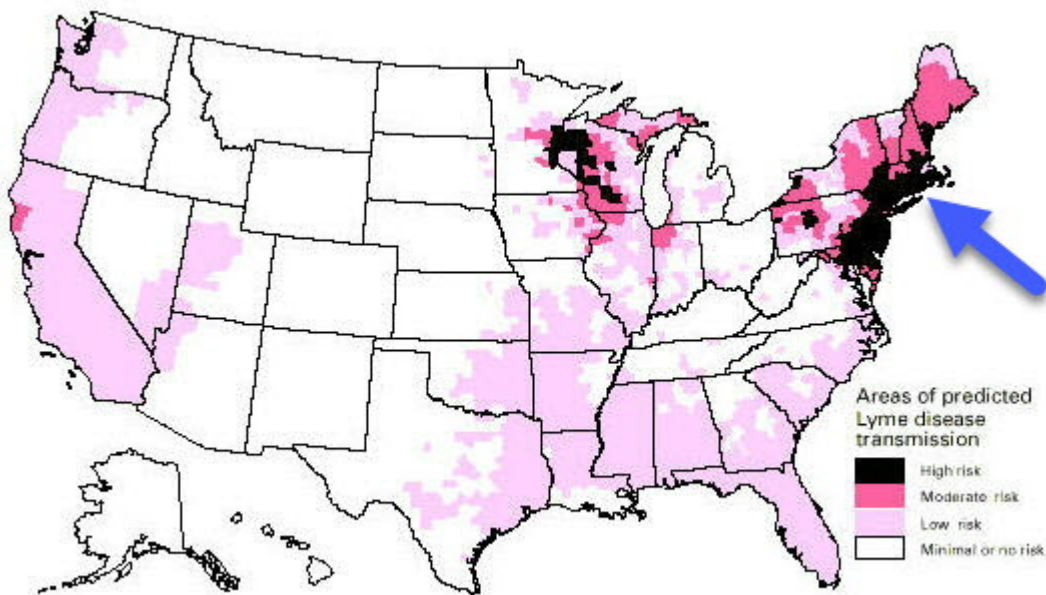 Areas of predicted
Lyme disease
transmission
High risk
Moderate risk
Low risk
Minimal or no risk